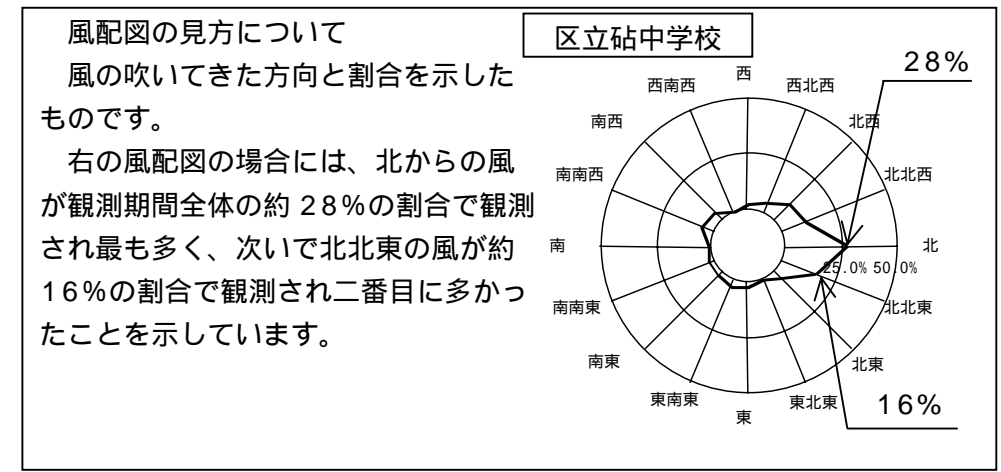 風配図の見方について
風の吹いてきた方向と割合を示した
ものです。
右の風配図の場合には、北からの風
が観測期間全体の約 28%の割合で観測
され最も多く、次いで北北東の風が約
16%の割合で観測され二番目に多かっ
たことを示しています。
区立砧中学校
28%
西
西南西
西北西
南西
北西
南南西
北北西
南
北
25.0%
50.0%
南南東
北北東
南東
北東
東南東
東北東
東
16%